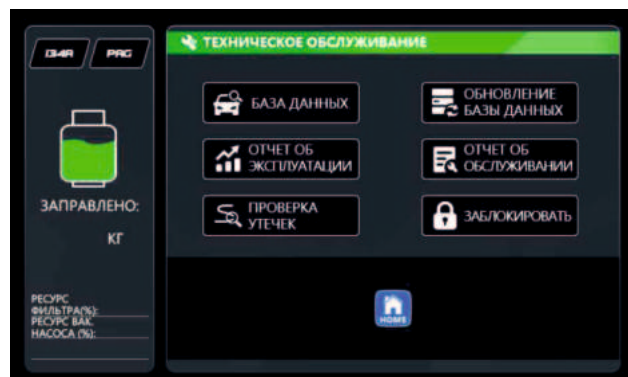 134A PAG
ЗАПРАВЛЕНО:
КГ
РЕСУРС
ФИЛЬТРА(%):
РЕСУРС ВАК.
НАСОСА (%):
ТЕХНИЧЕСКОЕ ОБСЛУЖИВАНИЕ
БАЗА ДАННЫХ
ОБНОВЛЕНИЕ
БАЗЫ ДАННЫХ
ОТЧЕТ ОБ
ЭКСПЛУАТАЦИИ
ОТЧЕТ ОБ
ОБСЛУЖИВАНИИ
ПРОВЕРКА
УТЕЧЕК
ЗАБЛОКИРОВАТЬ
HOME